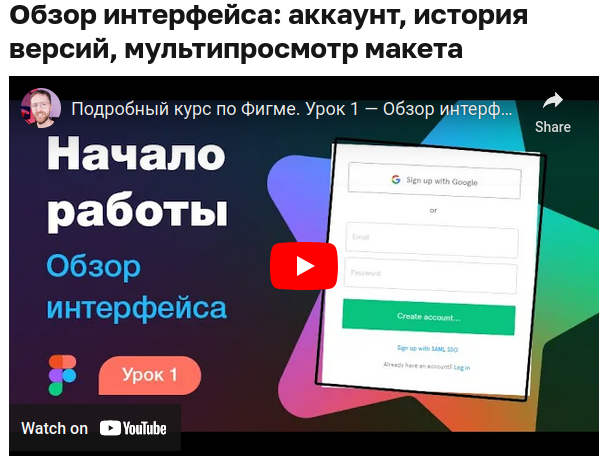 Обзор интерфейса: аккаунт, история
версий, мультипросмотр макета
Подробный курс по Фигме. Урок 1 — Обзор интерф...
Share
Начало
работы
Обзор
интерфейса
Урок 1
Sign up with Google
or
Email
Password
Create account...
Sign up with SAML SSO
Already have an account? Log in
Watch on YouTube